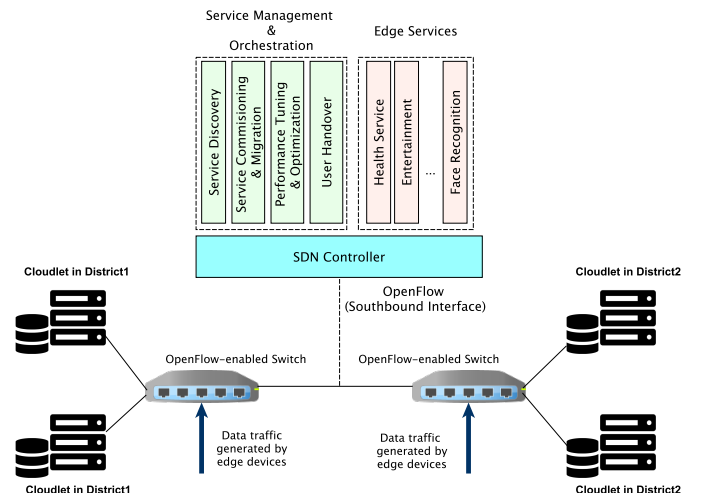 Service Management
&
Orchestration
Edge Services
Service Discovery
Service Commisioning
& Migration
Performance Tuning
& Optimization
User Handover
Health Service
Entertainment
...
Face Recognition
SDN Controller
Cloudlet in District1
Cloudlet in District2
OpenFlow
(Southbound Interface)
OpenFlow-enabled Switch
OpenFlow-enabled Switch
Data traffic
generated by
edge devices
Data traffic
generated by
edge devices
Cloudlet in District1
Cloudlet in District2